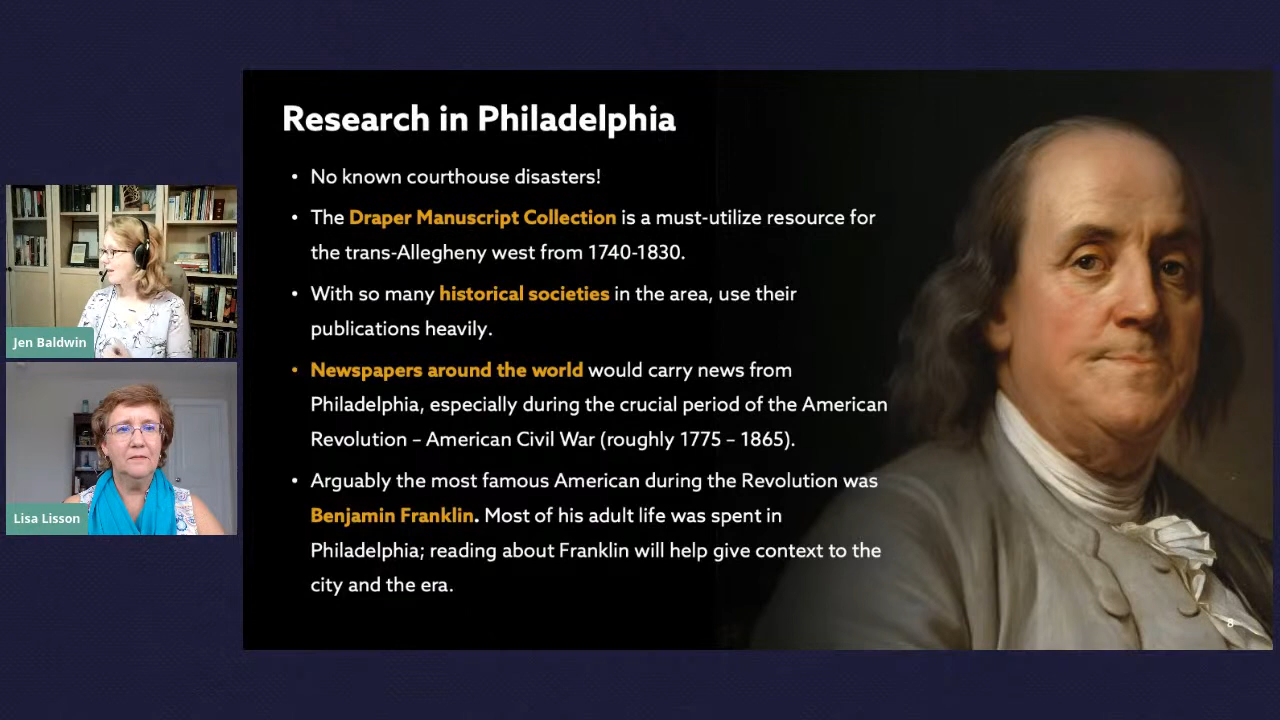 Research in Philadelphia
• No known courthouse disasters!
• The Draper Manuscript Collection is a must-utilize resource for
the trans-Allegheny west from 1740-1830.
• With so many historical societies in the area, use their
publications heavily.
• Newspapers around the world would carry news from
Philadelphia, especially during the crucial period of the American
Revolution – American Civil War (roughly 1775 – 1865).
• Arguably the most famous American during the Revolution was
Benjamin Franklin. Most of his adult life was spent in
Philadelphia; reading about Franklin will help give context to the
city and the era.
8
Jen Baldwin
Lisa Lisson